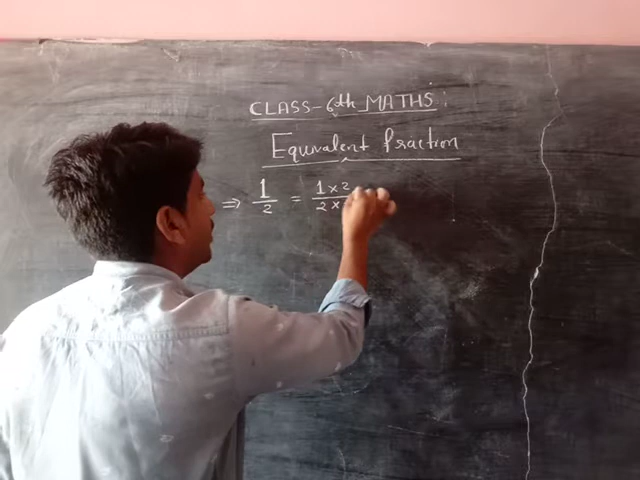 CLASS-6th MATHS:
Equivalent fraction
⇒ 1/2 = 1×2/2×